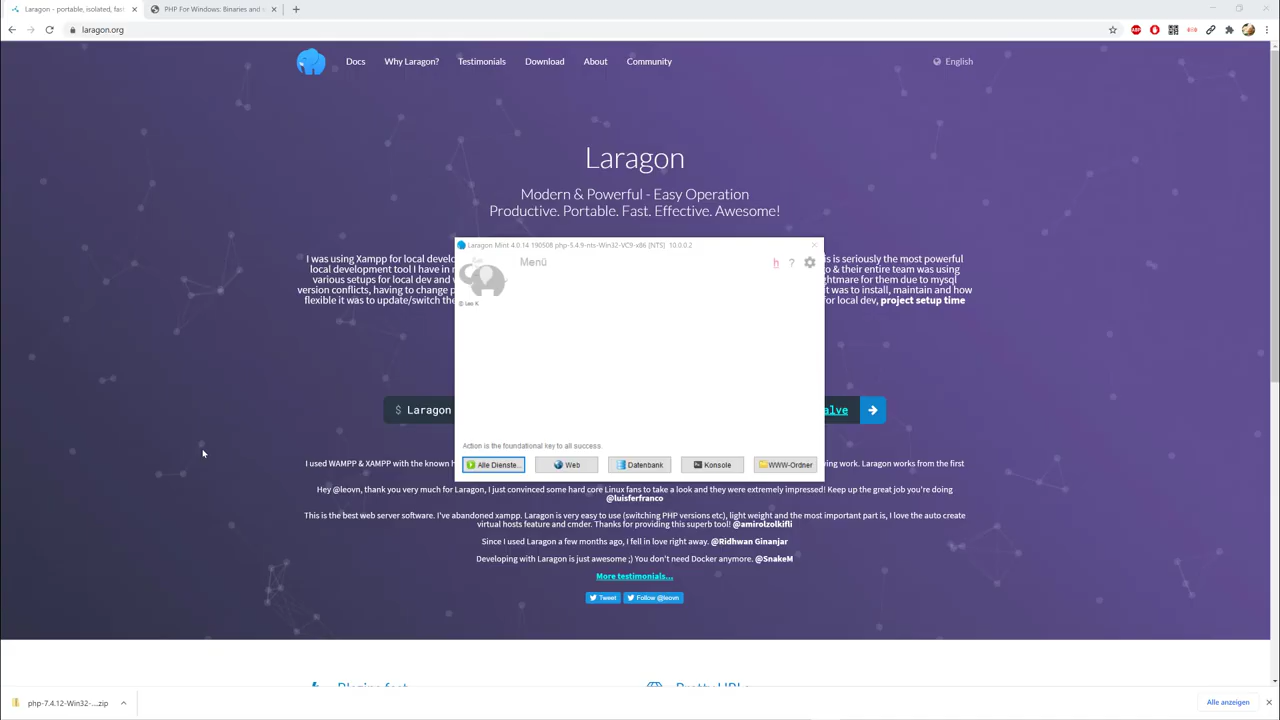 Laragon - portable, isolated, fas
PHP For Windows: Binaries and s
laragon.org
ABP
Docs
Why Laragon?
Testimonials
Download
About
Community
English
Laragon
Modern & Powerful - Easy Operation
Productive. Portable. Fast. Effective. Awesome!
Laragon Mint 4.0.14 190508 php-5.4.9-nts-Win32-VC9-x86 [NTS] 10.0.0.2
Menü
h ?
© Leo K
I was using Xampp for local devel
is is seriously the most powerful
local development tool I have in m
o & their entire team was using
various setups for local dev and w
ghtmare for them due to mysql
version conflicts, having to change p
it was to install, maintain and how
flexible it was to update/switch the
for local dev, project setup time
$ Laragon
alve
Action is the foundational key to all success.
Alle Dienste...
Web
Datenbank
Konsole
WWW-Ordner
I used WAMPP & XAMPP with the known h
ving work. Laragon works from the first
Hey @leovn, thank you very much for Laragon, I just convinced some hard core Linux fans to take a look and they were extremely impressed! Keep up the great job you're doing
@luisferfranco
This is the best web server software. I've abandoned xampp. Laragon is very easy to use (switching PHP versions etc), light weight and the most important part is, I love the auto create
virtual hosts feature and cmder. Thanks for providing this superb tool! @amirolzolkifli
Since I used Laragon a few months ago, I fell in love right away. @Ridhwan Ginanjar
Developing with Laragon is just awesome ;) You don't need Docker anymore. @SnakeM
More testimonials...
Tweet
Follow @leovn
php-7.4.12-Win32-....zip
Alle anzeigen